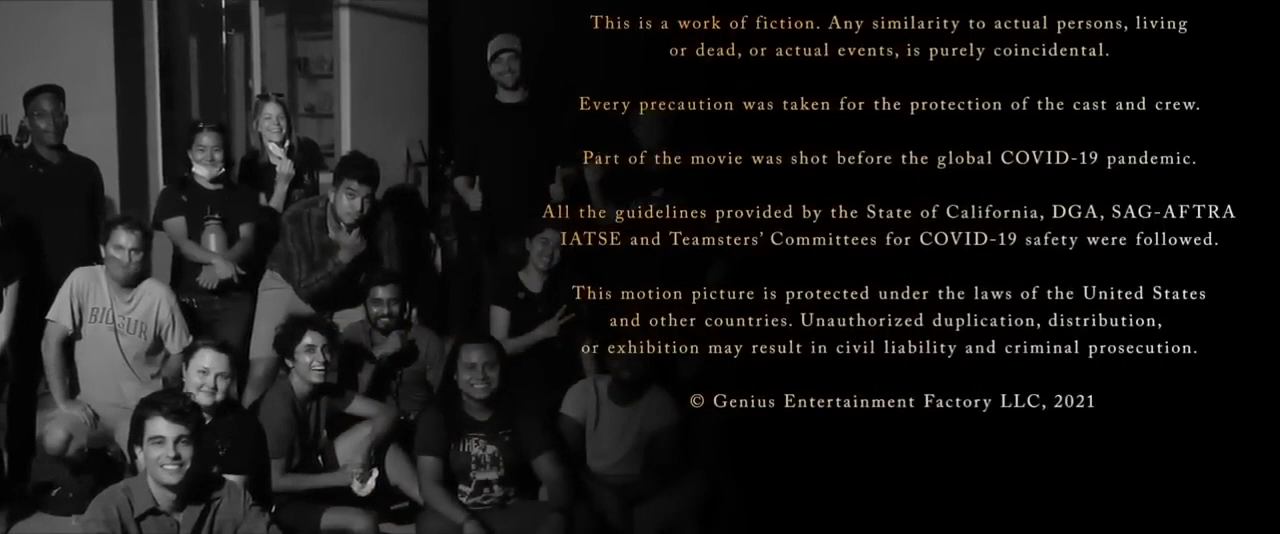 This is a work of fiction. Any similarity to actual persons, living
or dead, or actual events, is purely coincidental.
Every precaution was taken for the protection of the cast and crew.
Part of the movie was shot before the global COVID-19 pandemic.
All the guidelines provided by the State of California, DGA, SAG-AFTRA
IATSE and Teamsters’ Committees for COVID-19 safety were followed.
This motion picture is protected under the laws of the United States
and other countries. Unauthorized duplication, distribution,
or exhibition may result in civil liability and criminal prosecution.
© Genius Entertainment Factory LLC, 2021
BIG SUR
THE